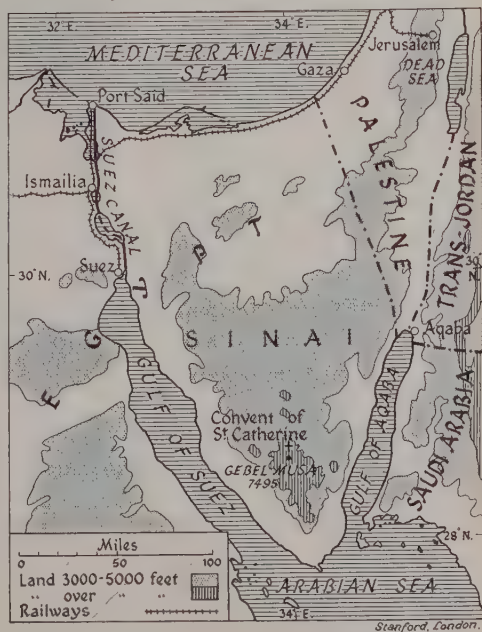 32°E.
34°E.
MEDITERRANEAN
SEA
Jerusalem
DEAD
SEA
Gaza
Port Said
PALESTINE
SUEZ CANAL
Ismailia
TRANS-JORDAN
30°N.
Suez
30
EGYPT
SINAI
Aqaba
GULF OF SUEZ
GULF OF AQABA
SAUDI ARABIA
Convent of
St. Catherine
GEBEL MUSA
7495
28°N.
Miles
0 50 100
Land 3000-5000 feet
" over " "
Railways
ARABIAN SEA
34°E.
Stanford, London.